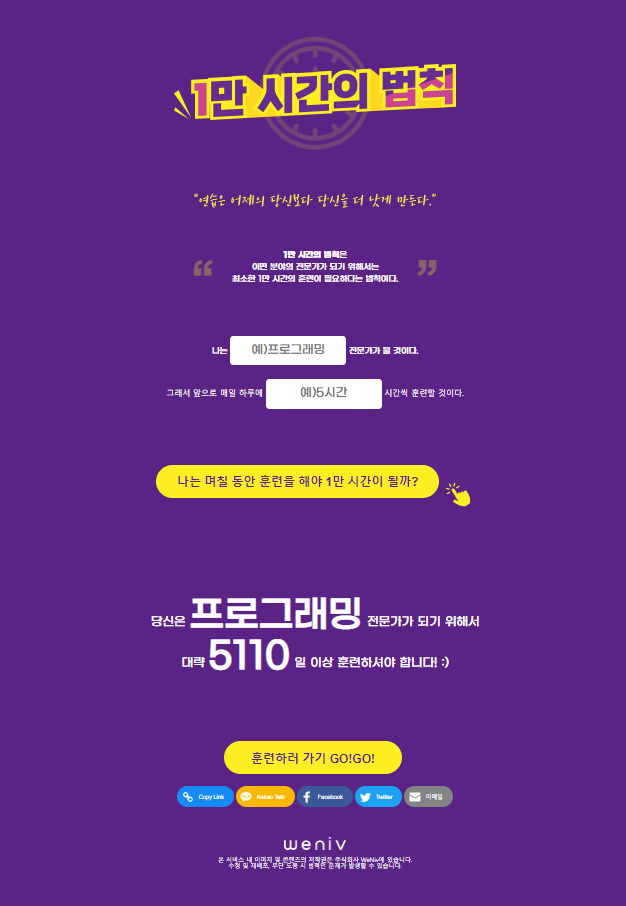 1만 시간의 법칙
"연습은 어제의 당신보다 당신을 더 낫게 만든다."
1만 시간의 법칙은
어떤 분야의 전문가가 되기 위해서는
최소한 1만 시간의 훈련이 필요하다는 법칙이다.
나는 예)프로그래밍 전문가가 될 것이다.
그래서 앞으로 매일 하루에 예)5시간 시간씩 훈련할 것이다.
나는 며칠 동안 훈련을 해야 1만 시간이 될까?
당신은 프로그래밍 전문가가 되기 위해서
대략 5110 일 이상 훈련하셔야 합니다! :)
훈련하러 가기 GO!GO!
Copy Link Kakao Talk Facebook Twitter 이메일
weniv
본 서비스 내 이미지 및 콘텐츠의 저작권은 주식회사 WeNiv에 있습니다.
수정 및 재배포, 무단 도용 시 법적인 문제가 발생할 수 있습니다.